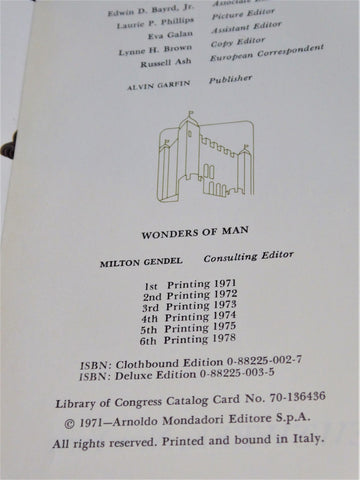 Edwin D. Bayrd, Jr. Associate
Laurie P. Phillips Picture Editor
Eva Galan Assistant Editor
Lynne H. Brown Copy Editor
Russell Ash European Correspondent
ALVIN GARFIN Publisher
WONDERS OF MAN
MILTON GENDEL Consulting Editor
1st Printing 1971
2nd Printing 1972
3rd Printing 1973
4th Printing 1974
5th Printing 1975
6th Printing 1978
ISBN: Clothbound Edition 0-88225-002-7
ISBN: Deluxe Edition 0-88225-003-5
Library of Congress Catalog Card No. 70-136436
© 1971—Arnoldo Mondadori Editore S.p.A.
All rights reserved. Printed and bound in Italy.